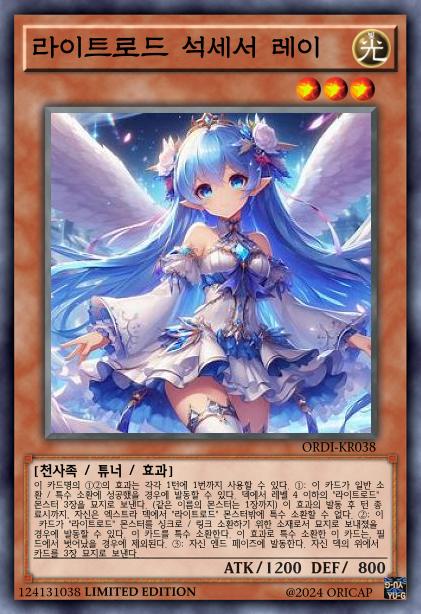 라이트로드 석세서 레이
빛
光
ORDI-KR038
[천사족 / 튜너 / 효과]
이 카드명의 ①②의 효과는 각각 1턴에 1번까지 사용할 수 있다. ①: 이 카드가 일반 소
환 / 특수 소환에 성공했을 경우에 발동할 수 있다. 덱에서 레벨 4 이하의 "라이트로드"
몬스터 3장을 묘지로 보낸다. (같은 이름의 몬스터는 1장까지) 이 효과의 발동 후 턴 종
료시까지, 자신은 엑스트라 덱에서 "라이트로드" 몬스터밖에 특수 소환할 수 없다. ②: 이
카드가 "라이트로드" 몬스터를 싱크로 / 링크 소환하기 위한 소재로서 묘지로 보내졌을
경우에 발동할 수 있다. 이 카드를 특수 소환한다. 이 효과로 특수 소환한 이 카드는, 필
드에서 벗어났을 경우에 제외된다. ③: 자신 엔드 페이즈에 발동한다. 자신 덱의 위에서
카드를 3장 묘지로 보낸다.
ATK/1200 DEF/ 800
124131038 LIMITED EDITION
@2024 ORICAP